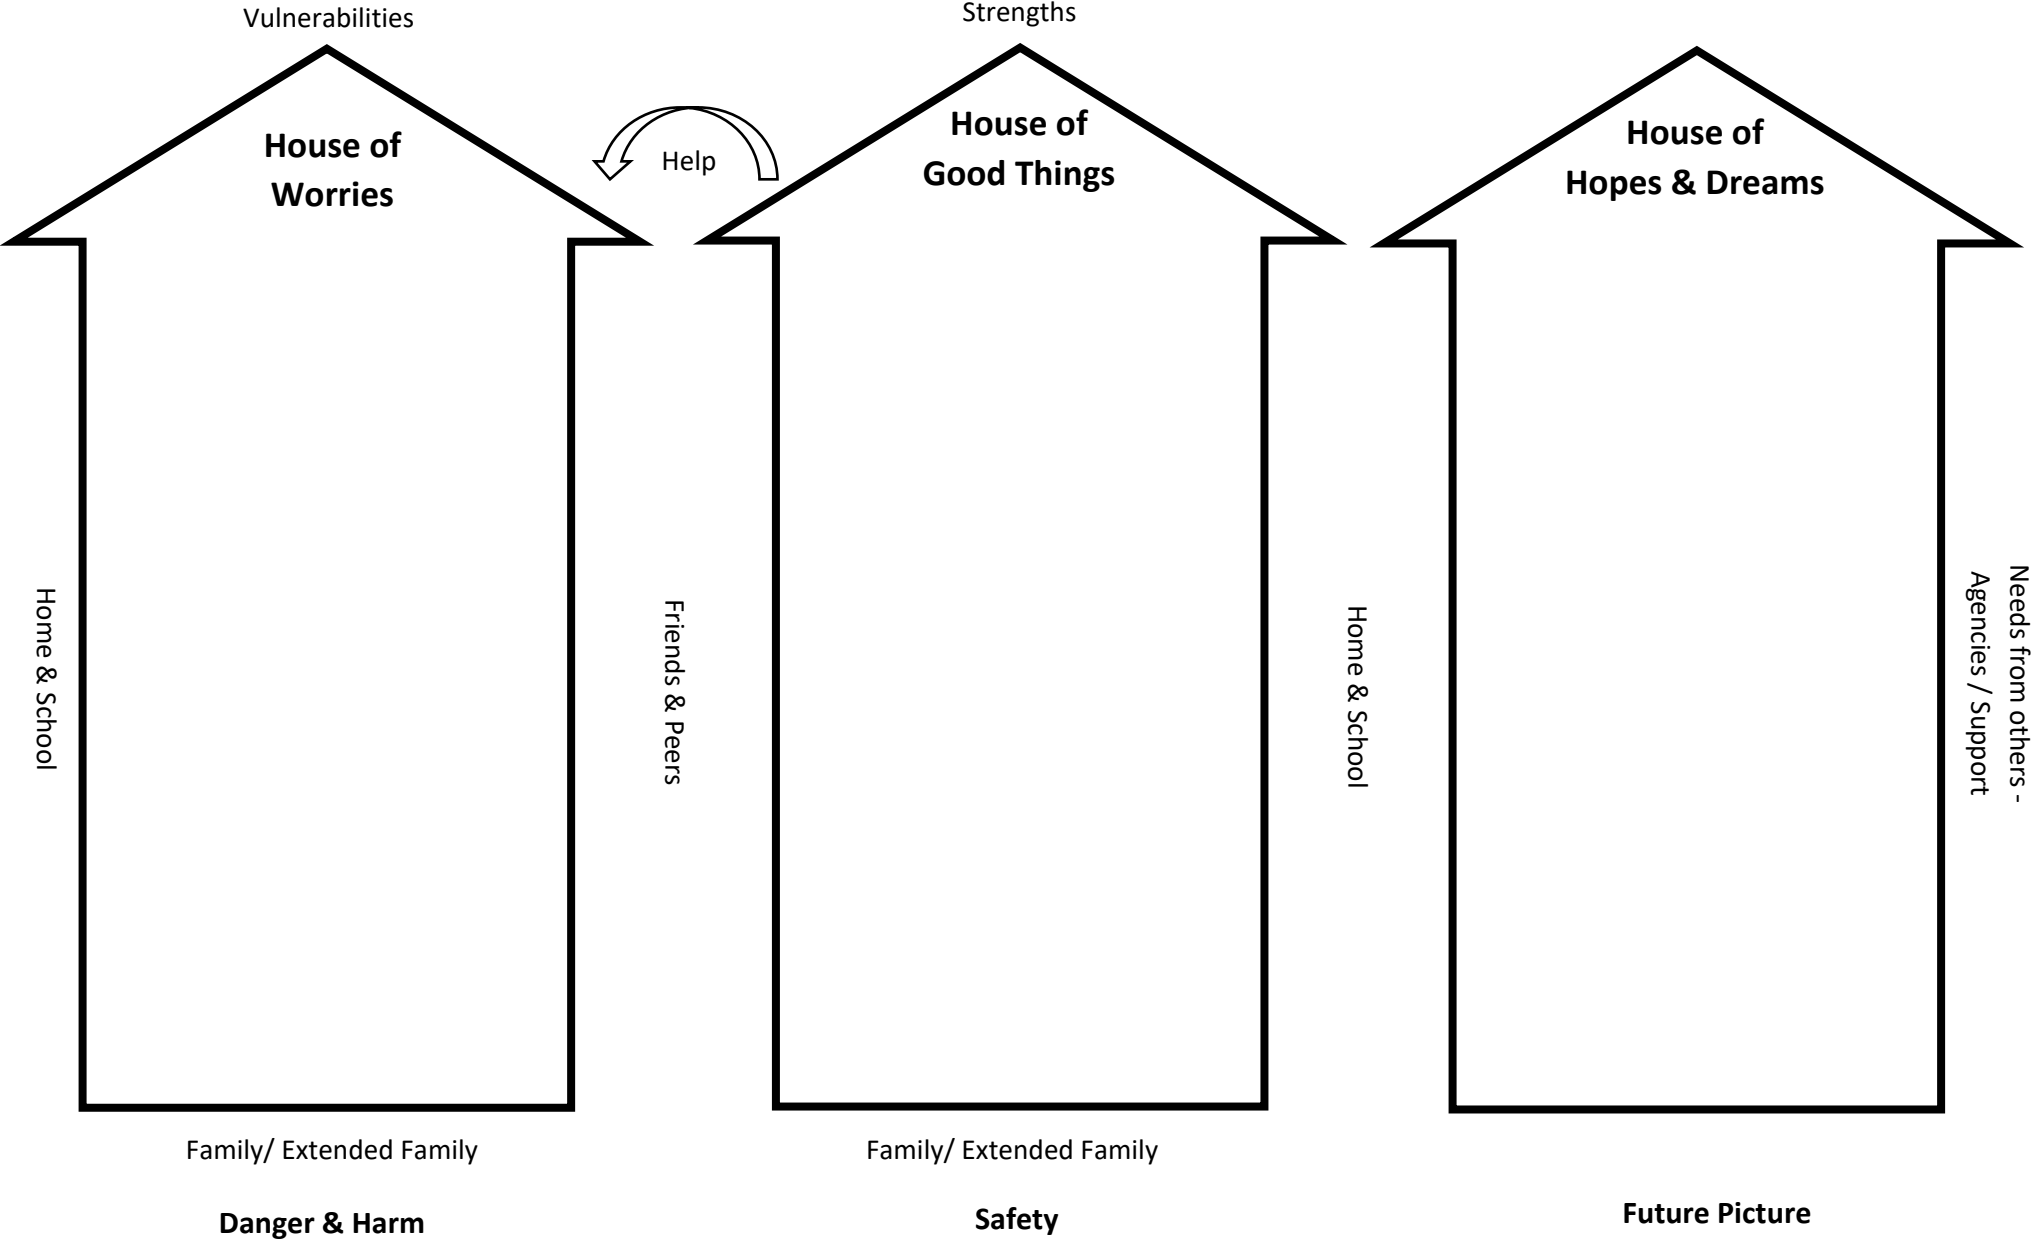 Vulnerabilities
Strengths
House of
Worries
Help
House of
Good Things
House of
Hopes & Dreams
Home & School
Friends & Peers
Home & School
Needs from others -
Agencies / Support
Family/ Extended Family
Family/ Extended Family
Danger & Harm
Safety
Future Picture